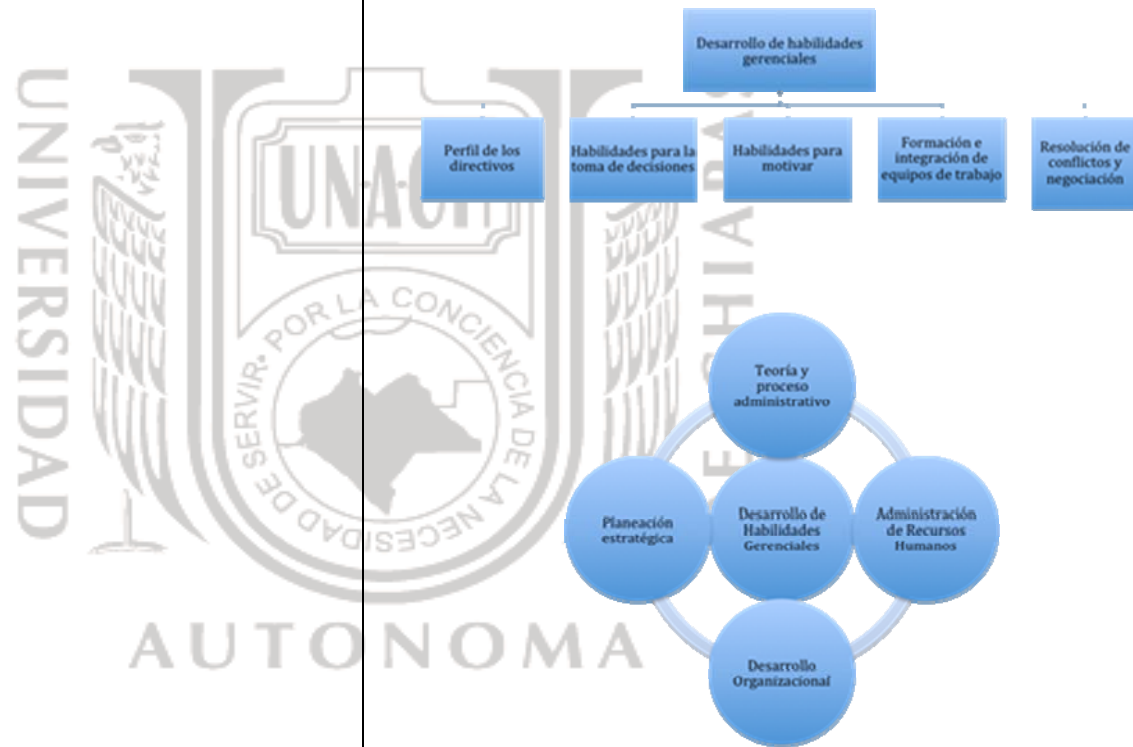 Desarrollo de habilidades
gerenciales
Perfil de los
directivos
Habilidades para la
toma de decisiones
Habilidades para
motivar
Formación e
integración de
equipos de trabajo
Resolución de
conflictos y
negociación
UNIVERSIDAD
UNACH
POR LA CONCIENCIA DE LA NECESIDAD DE SERVIR
AUTONOMA
Teoría y
proceso
administrativo
Planeación
estratégica
Desarrollo de
Habilidades
Gerenciales
Administración
de Recursos
Humanos
Desarrollo
Organizacional